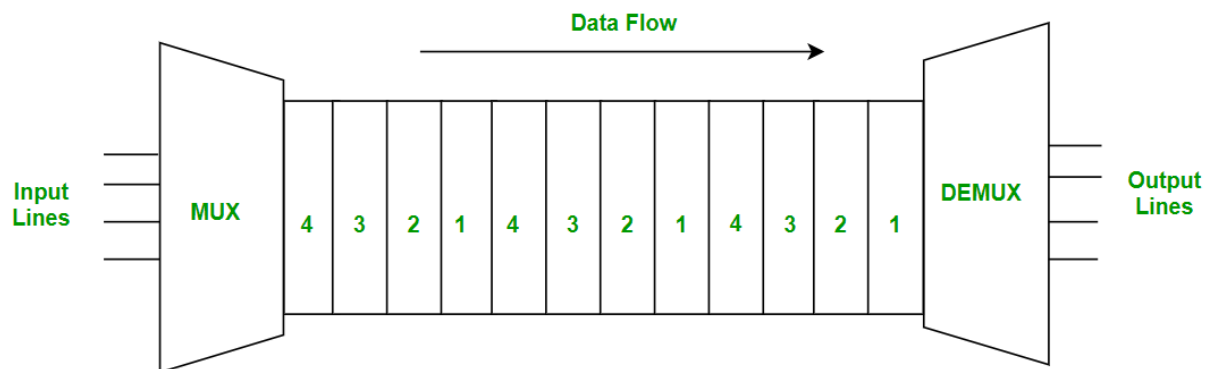 Data Flow
Input
Lines
MUX
4 3 2 1 4 3 2 1 4 3 2 1
DEMUX
Output
Lines